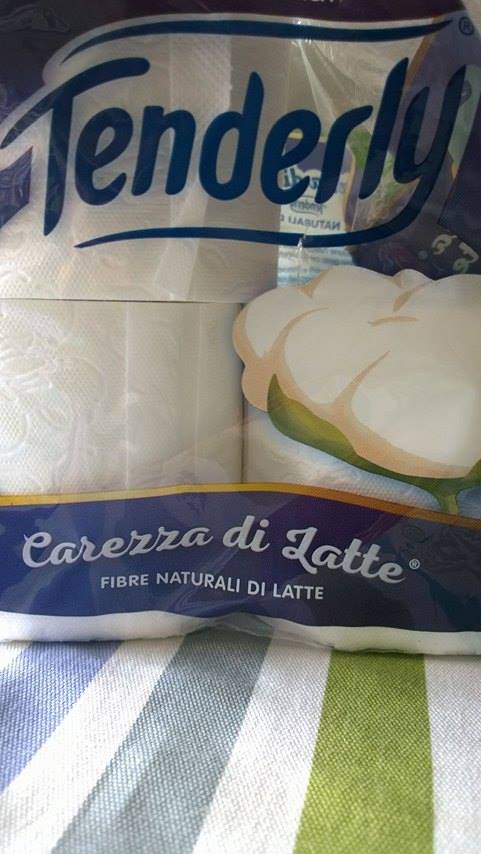 Tenderly®
Carezza di Latte®
FIBRE NATURALI DI LATTE